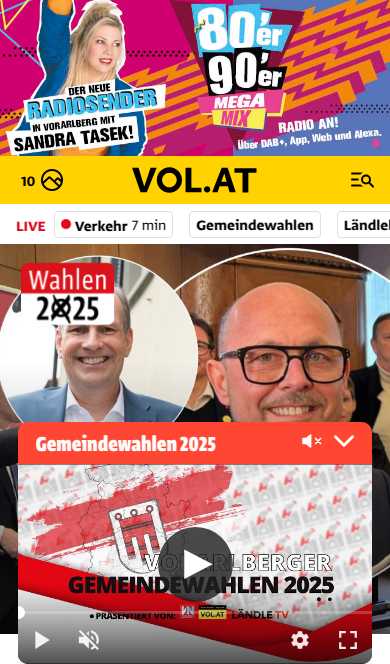 80'er
90'er
MEGA
MIX
DER NEUE
RADIOSENDER
IN VORARLBERG MIT
SANDRA TASEK!
RADIO AN!
Über DAB+, App, Web und Alexa.
10
VOL.AT
LIVE
Verkehr 7 min
Gemeindewahlen
Ländle
Wahlen
2025
Gemeindewahlen 2025
VORARLBERGER
GEMEINDEWAHLEN 2025
PRÄSENTIERT VON: VN VOL.AT LÄNDLE TV